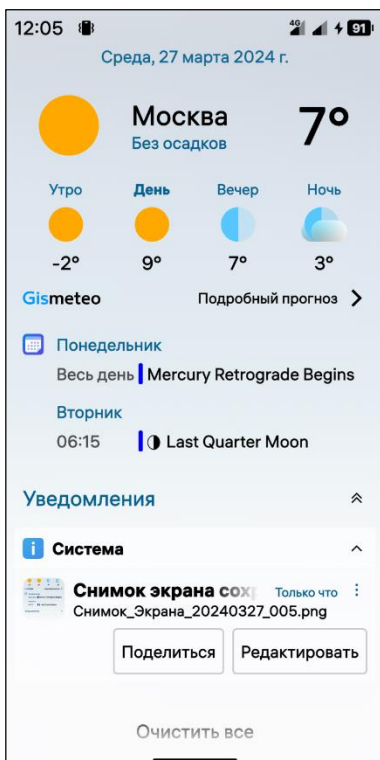 12:05 4G 91
Среда, 27 марта 2024 г.
Москва
7°
Без осадков
Утро День Вечер Ночь
-2° 9° 7° 3°
Gismeteo Подробный прогноз
Понедельник
Весь день Mercury Retrograde Begins
Вторник
06:15 Last Quarter Moon
Уведомления
Система
Снимок экрана сохр Только что
Снимок_Экрана_20240327_005.png
Поделиться Редактировать
Очистить все